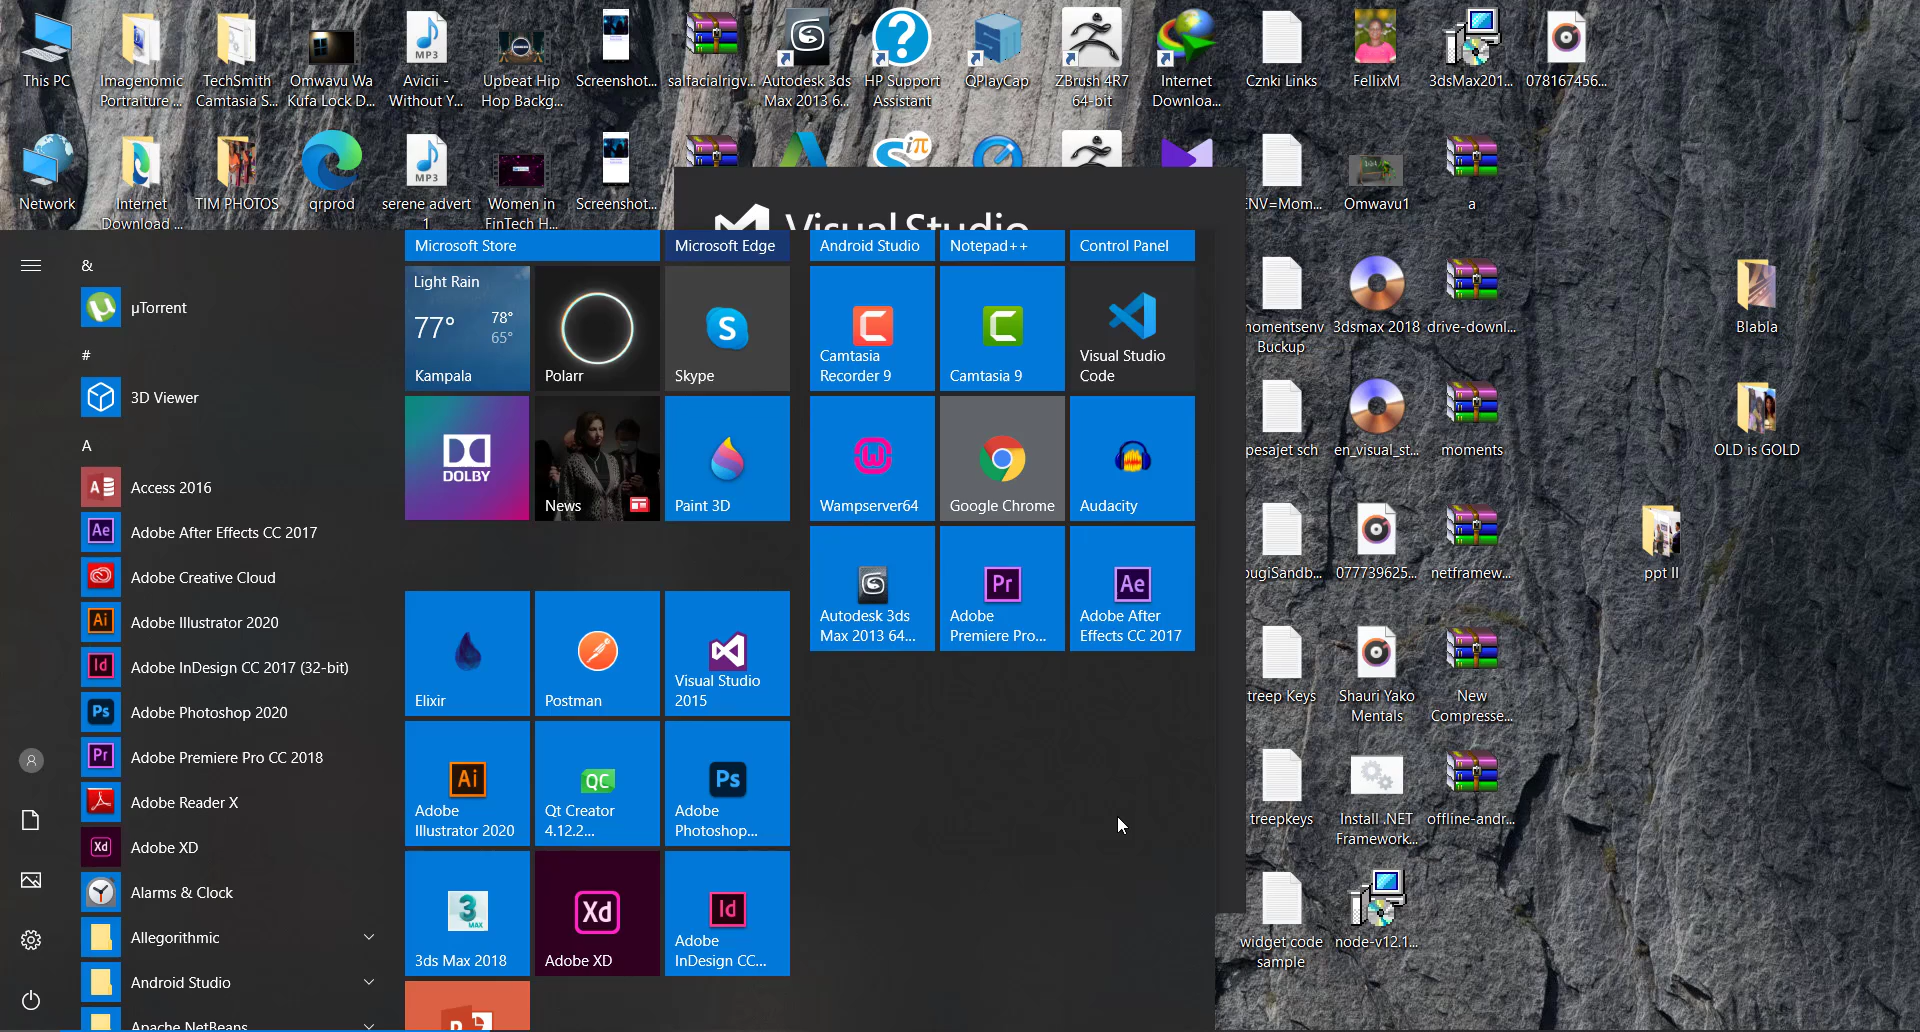 This PC
Imagenomic
Portraiture ...
TechSmith
Camtasia S...
Omwavu Wa
Kufa Lock D...
Avicii -
Without Y...
Upbeat Hip
Hop Backg...
Screenshot...
salfacialrigv...
Autodesk 3ds
Max 2013 6...
HP Support
Assistant
QPlayCap
ZBrush 4R7
64-bit
Internet
Downloa...
Cznki Links
FellixM
3dsMax201...
078167456...
Network
Internet
Download ...
TIM PHOTOS
qrprod
serene advert
1
Women in
FinTech H...
Screenshot...
ENV=Mom...
Omwavu1
a
Visual Studio
Microsoft Store
Microsoft Edge
Android Studio
Notepad++
Control Panel
&
µTorrent
#
3D Viewer
A
Access 2016
Adobe After Effects CC 2017
Adobe Creative Cloud
Adobe Illustrator 2020
Adobe InDesign CC 2017 (32-bit)
Adobe Photoshop 2020
Adobe Premiere Pro CC 2018
Adobe Reader X
Adobe XD
Alarms & Clock
Allegorithmic
Android Studio
Apache NetBeans
Light Rain
77°
78°
65°
Kampala
Polarr
Skype
Camtasia
Recorder 9
Camtasia 9
Visual Studio
Code
DOLBY
News
Paint 3D
Wampserver64
Google Chrome
Audacity
Autodesk 3ds
Max 2013 64...
Adobe
Premiere Pro...
Adobe After
Effects CC 2017
Elixir
Postman
Visual Studio
2015
Adobe
Illustrator 2020
Qt Creator
4.12.2...
Adobe
Photoshop...
3ds Max 2018
Adobe XD
Adobe
InDesign CC...
momentsenv
Backup
3dsmax 2018
drive-downl...
Blabla
pesajet sch
en_visual_st...
moments
OLD is GOLD
077739625...
netframew...
ppt II
treep Keys
Shauri Yako
Mentals
New
Compresse...
treepkeys
Install .NET
Framework...
offline-andr...
widget code
sample
node-v12.1...